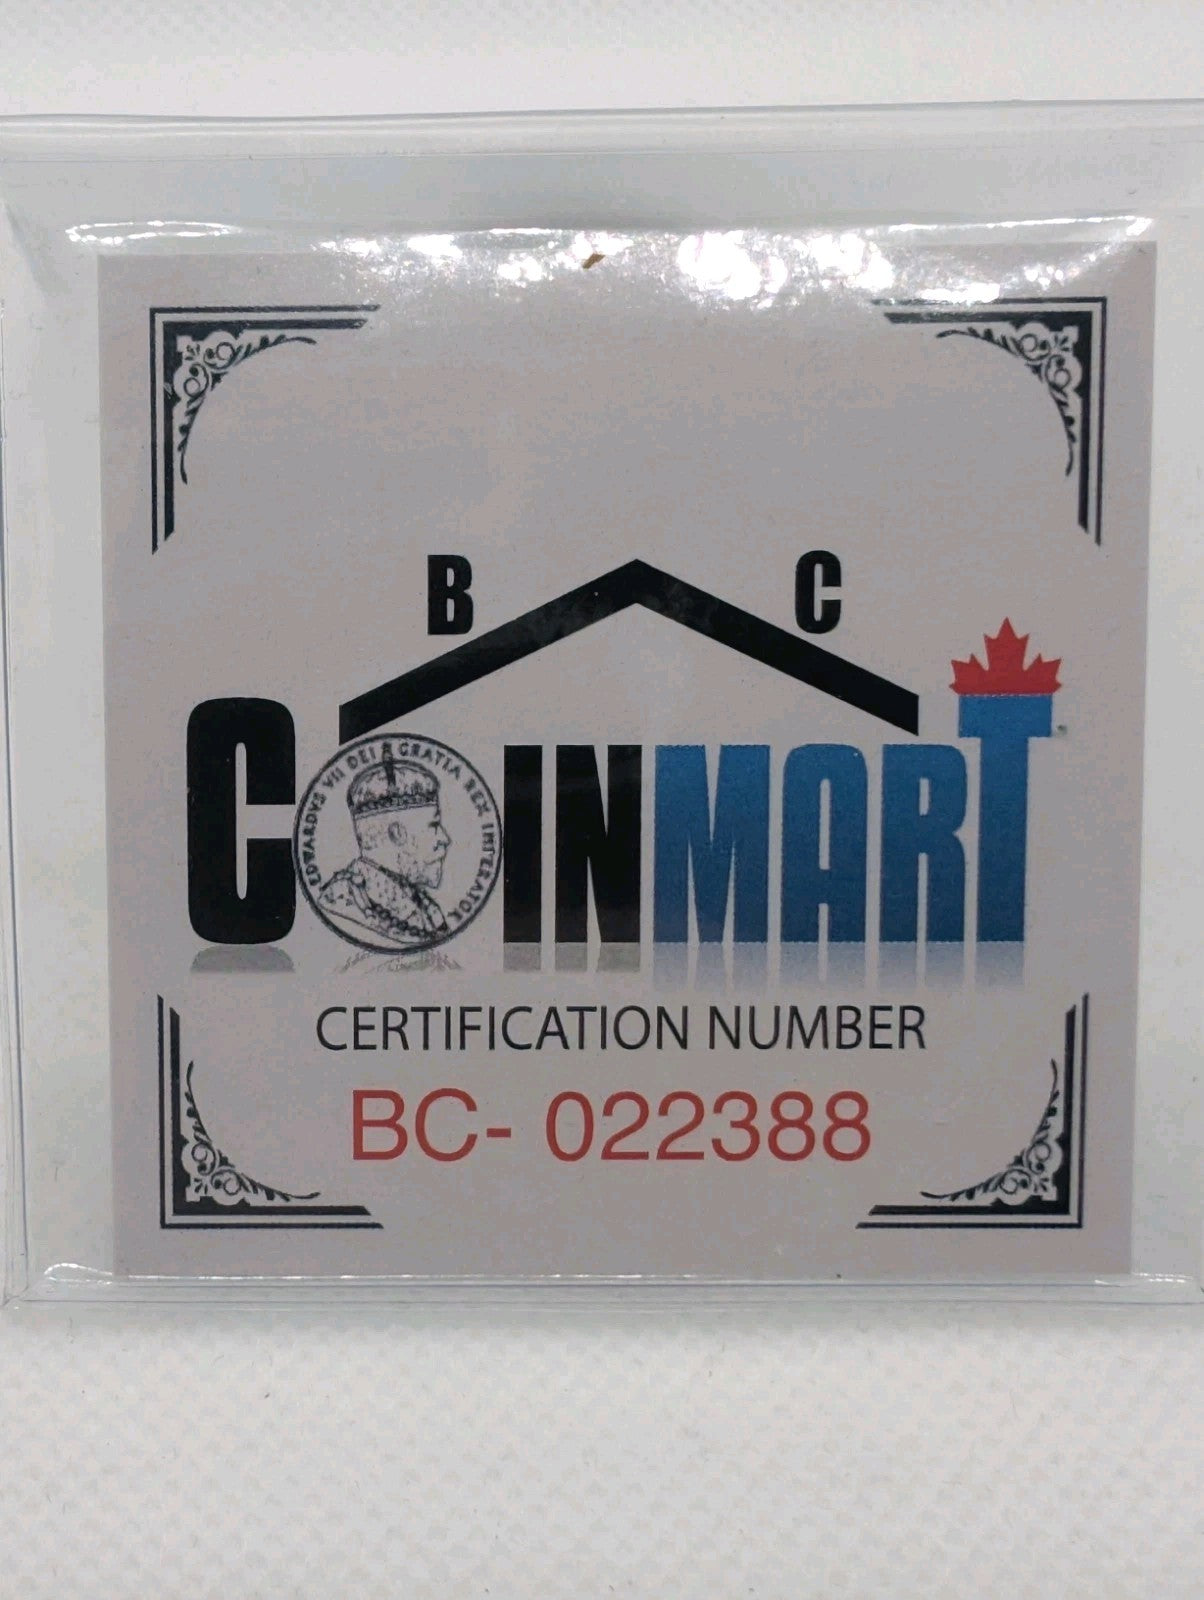 B C
COINMART
EDWARDVS VII DEI GRATIA REX IMPERATOR
CERTIFICATION NUMBER
BC- 022388